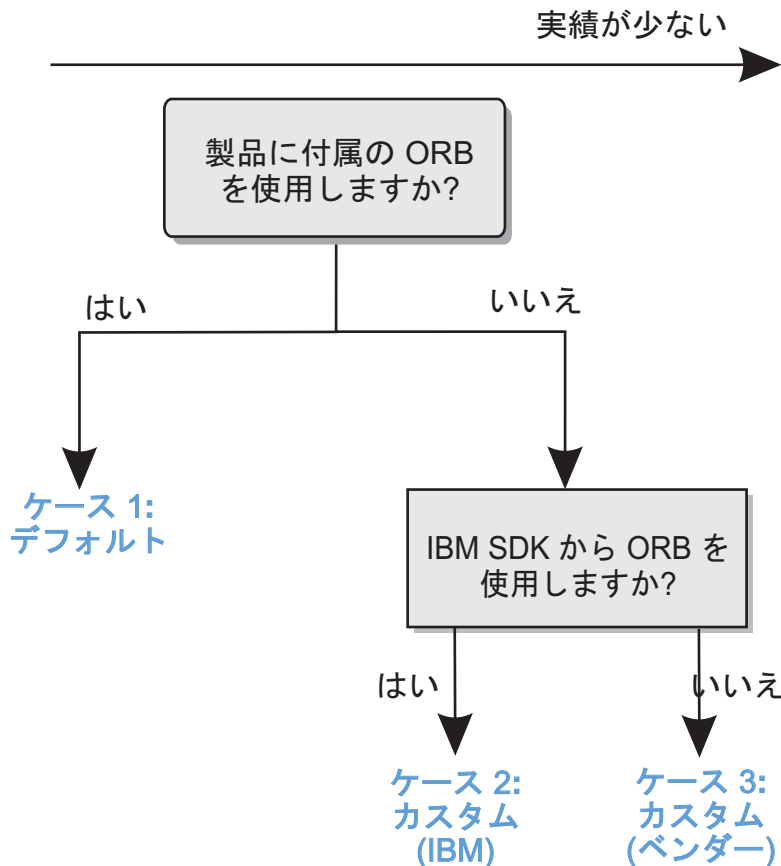 実績が少ない
製品に付属の ORB
を使用しますか?
はい
いいえ
ケース 1:
デフォルト
IBM SDK から ORB を
使用しますか?
はい
いいえ
ケース 2:
カスタム
(IBM)
ケース 3:
カスタム
(ベンダー)